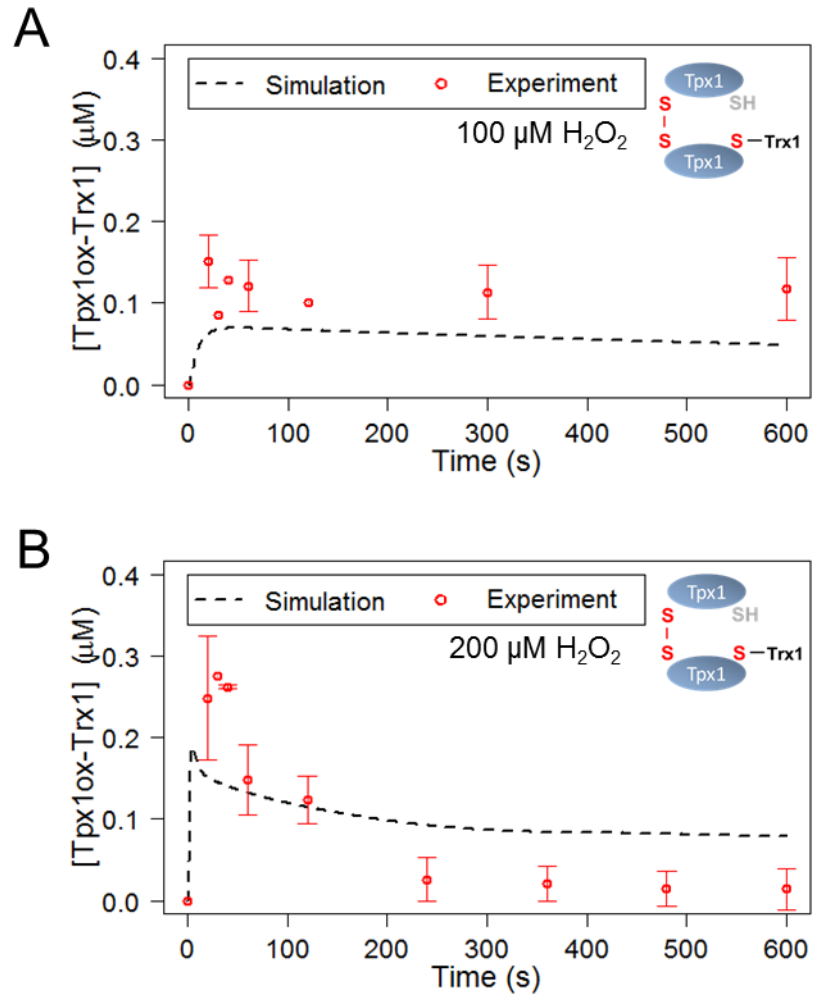 A
[Tpx1ox-Trx1] (μM)
0.4
0.3
0.2
0.1
0.0
Simulation
Experiment
100 μM H₂O₂
Tpx1
S
SH
S
S
Trx1
Tpx1
0
100
200
300
400
500
600
Time (s)
B
[Tpx1ox-Trx1] (μM)
0.4
0.3
0.2
0.1
0.0
Simulation
Experiment
200 μM H₂O₂
Tpx1
S
SH
S
S
Trx1
Tpx1
0
100
200
300
400
500
600
Time (s)